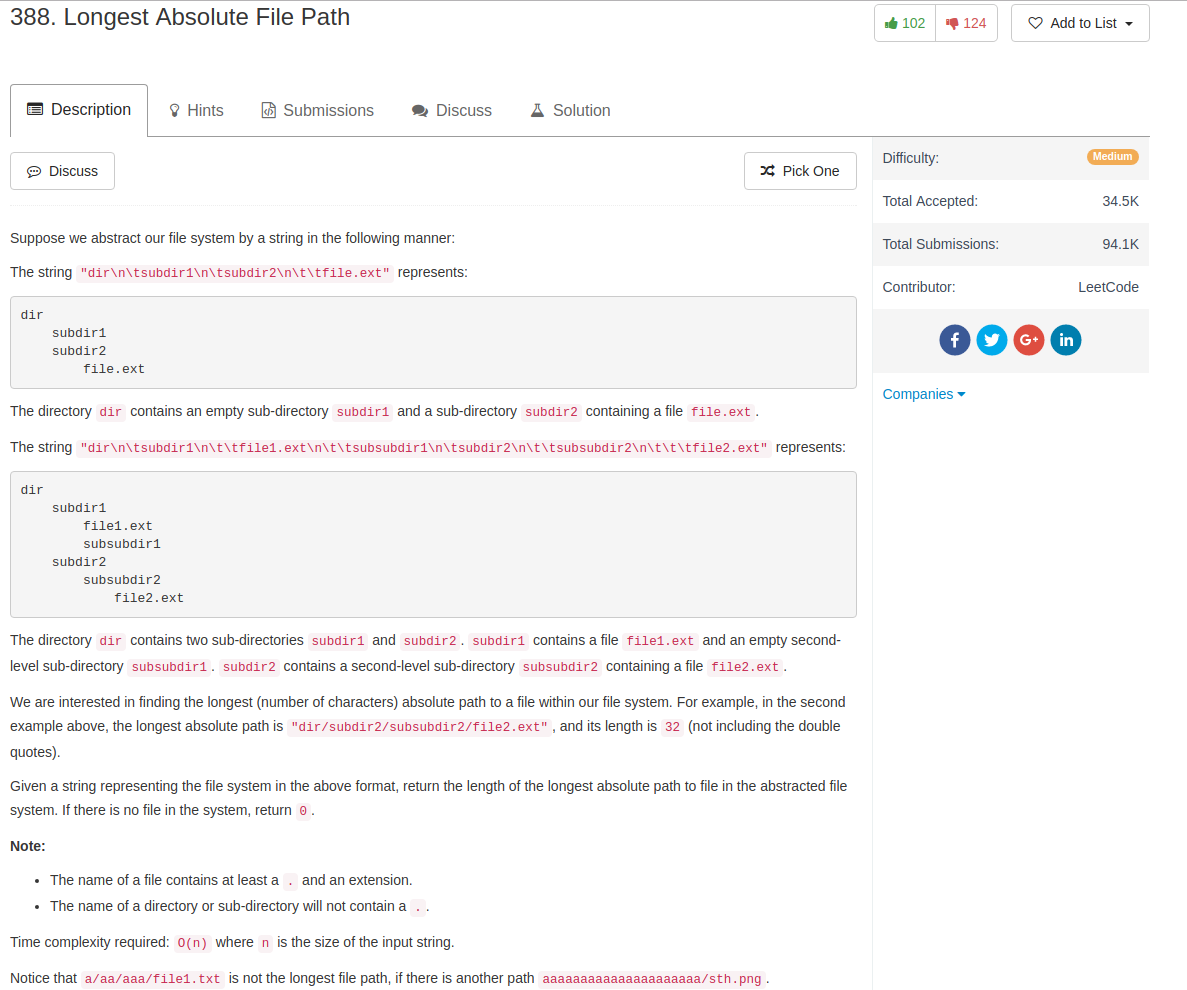 388. Longest Absolute File Path
102
124
Add to List
Description
Hints
Submissions
Discuss
Solution
Discuss
Pick One
Difficulty:
Medium
Total Accepted:
34.5K
Total Submissions:
94.1K
Contributor:
LeetCode
Companies
Suppose we abstract our file system by a string in the following manner:
The string "dir\n\tsubdir1\n\tsubdir2\n\t\tfile.ext" represents:
dir
    subdir1
    subdir2
        file.ext
The directory dir contains an empty sub-directory subdir1 and a sub-directory subdir2 containing a file file.ext.
The string "dir\n\tsubdir1\n\t\tfile1.ext\n\t\tsubsubdir1\n\tsubdir2\n\t\tsubsubdir2\n\t\t\tfile2.ext" represents:
dir
    subdir1
        file1.ext
        subsubdir1
    subdir2
        subsubdir2
            file2.ext
The directory dir contains two sub-directories subdir1 and subdir2. subdir1 contains a file file1.ext and an empty second-
level sub-directory subsubdir1. subdir2 contains a second-level sub-directory subsubdir2 containing a file file2.ext.
We are interested in finding the longest (number of characters) absolute path to a file within our file system. For example, in the second
example above, the longest absolute path is "dir/subdir2/subsubdir2/file2.ext", and its length is 32 (not including the double
quotes).
Given a string representing the file system in the above format, return the length of the longest absolute path to file in the abstracted file
system. If there is no file in the system, return 0.
Note:
• The name of a file contains at least a . and an extension.
• The name of a directory or sub-directory will not contain a .
Time complexity required: O(n) where n is the size of the input string.
Notice that a/aa/aaa/file1.txt is not the longest file path, if there is another path aaaaaaaaaaaaaaaaaaaaa/sth.png.